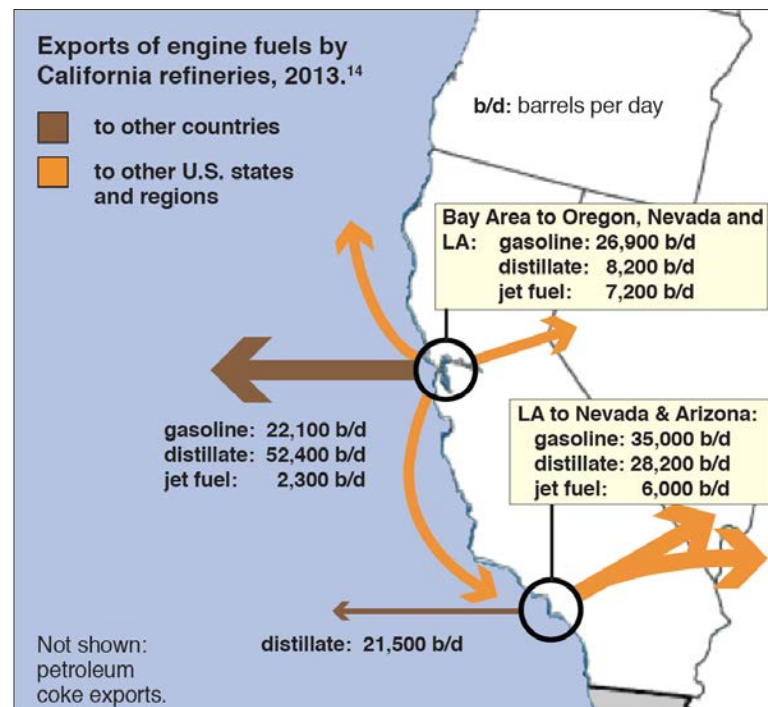 Exports of engine fuels by
California refineries, 2013.14
to other countries
to other U.S. states
and regions
b/d: barrels per day
Bay Area to Oregon, Nevada and
LA: gasoline: 26,900 b/d
distillate: 8,200 b/d
jet fuel: 7,200 b/d
gasoline: 22,100 b/d
distillate: 52,400 b/d
jet fuel: 2,300 b/d
LA to Nevada & Arizona:
gasoline: 35,000 b/d
distillate: 28,200 b/d
jet fuel: 6,000 b/d
distillate: 21,500 b/d
Not shown:
petroleum
coke exports.